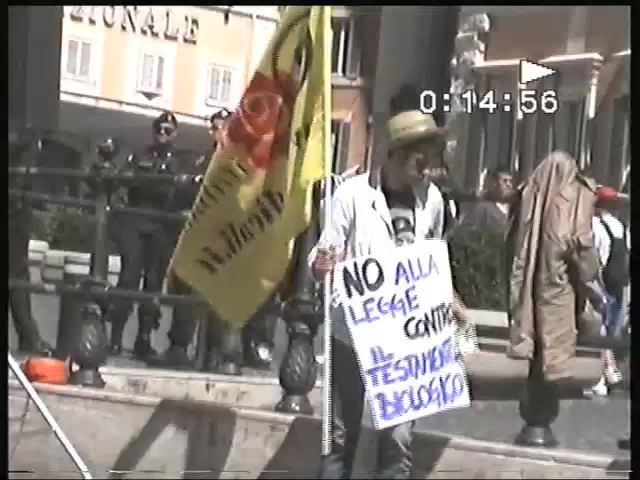 ZIONALE
0:14:56
NO ALLA
LEGGE
CONTRO
IL
TESTAMENTO
BIOLOGICO